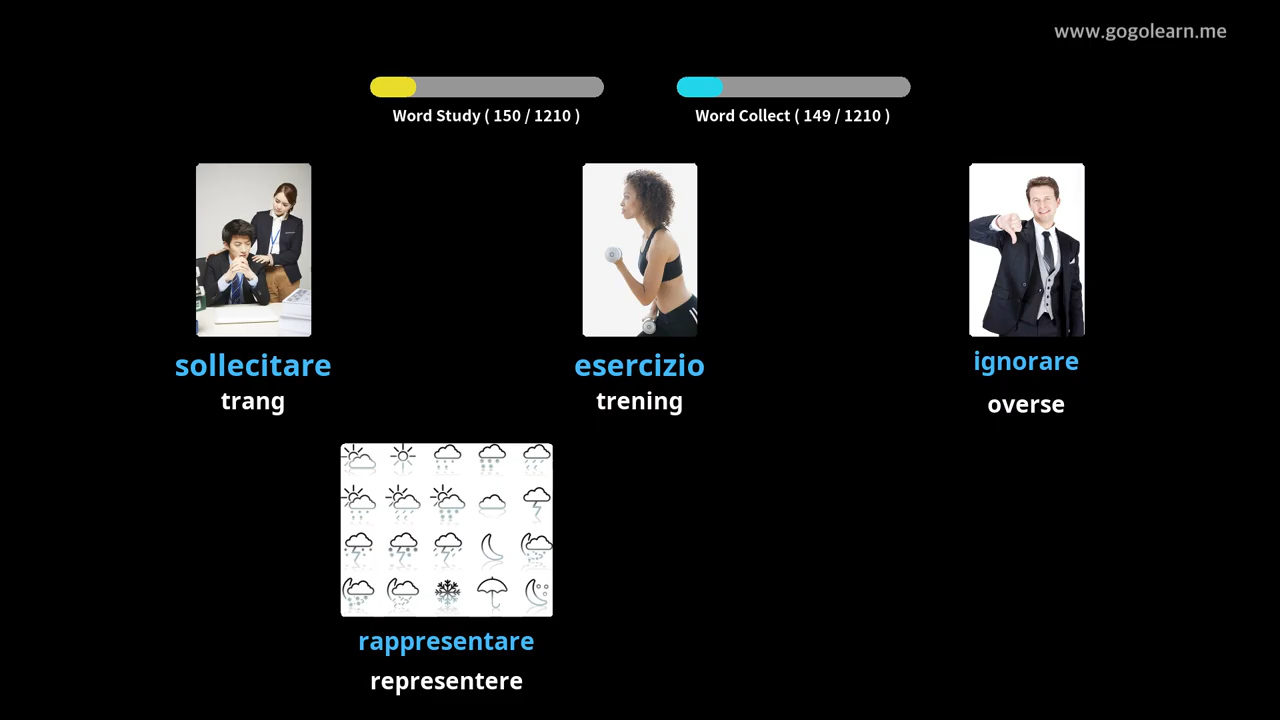 www.gogolearn.me
Word Study ( 150 / 1210 )
Word Collect ( 149 / 1210 )
sollecitare
trang
esercizio
trening
ignorare
overse
rappresentare
representere